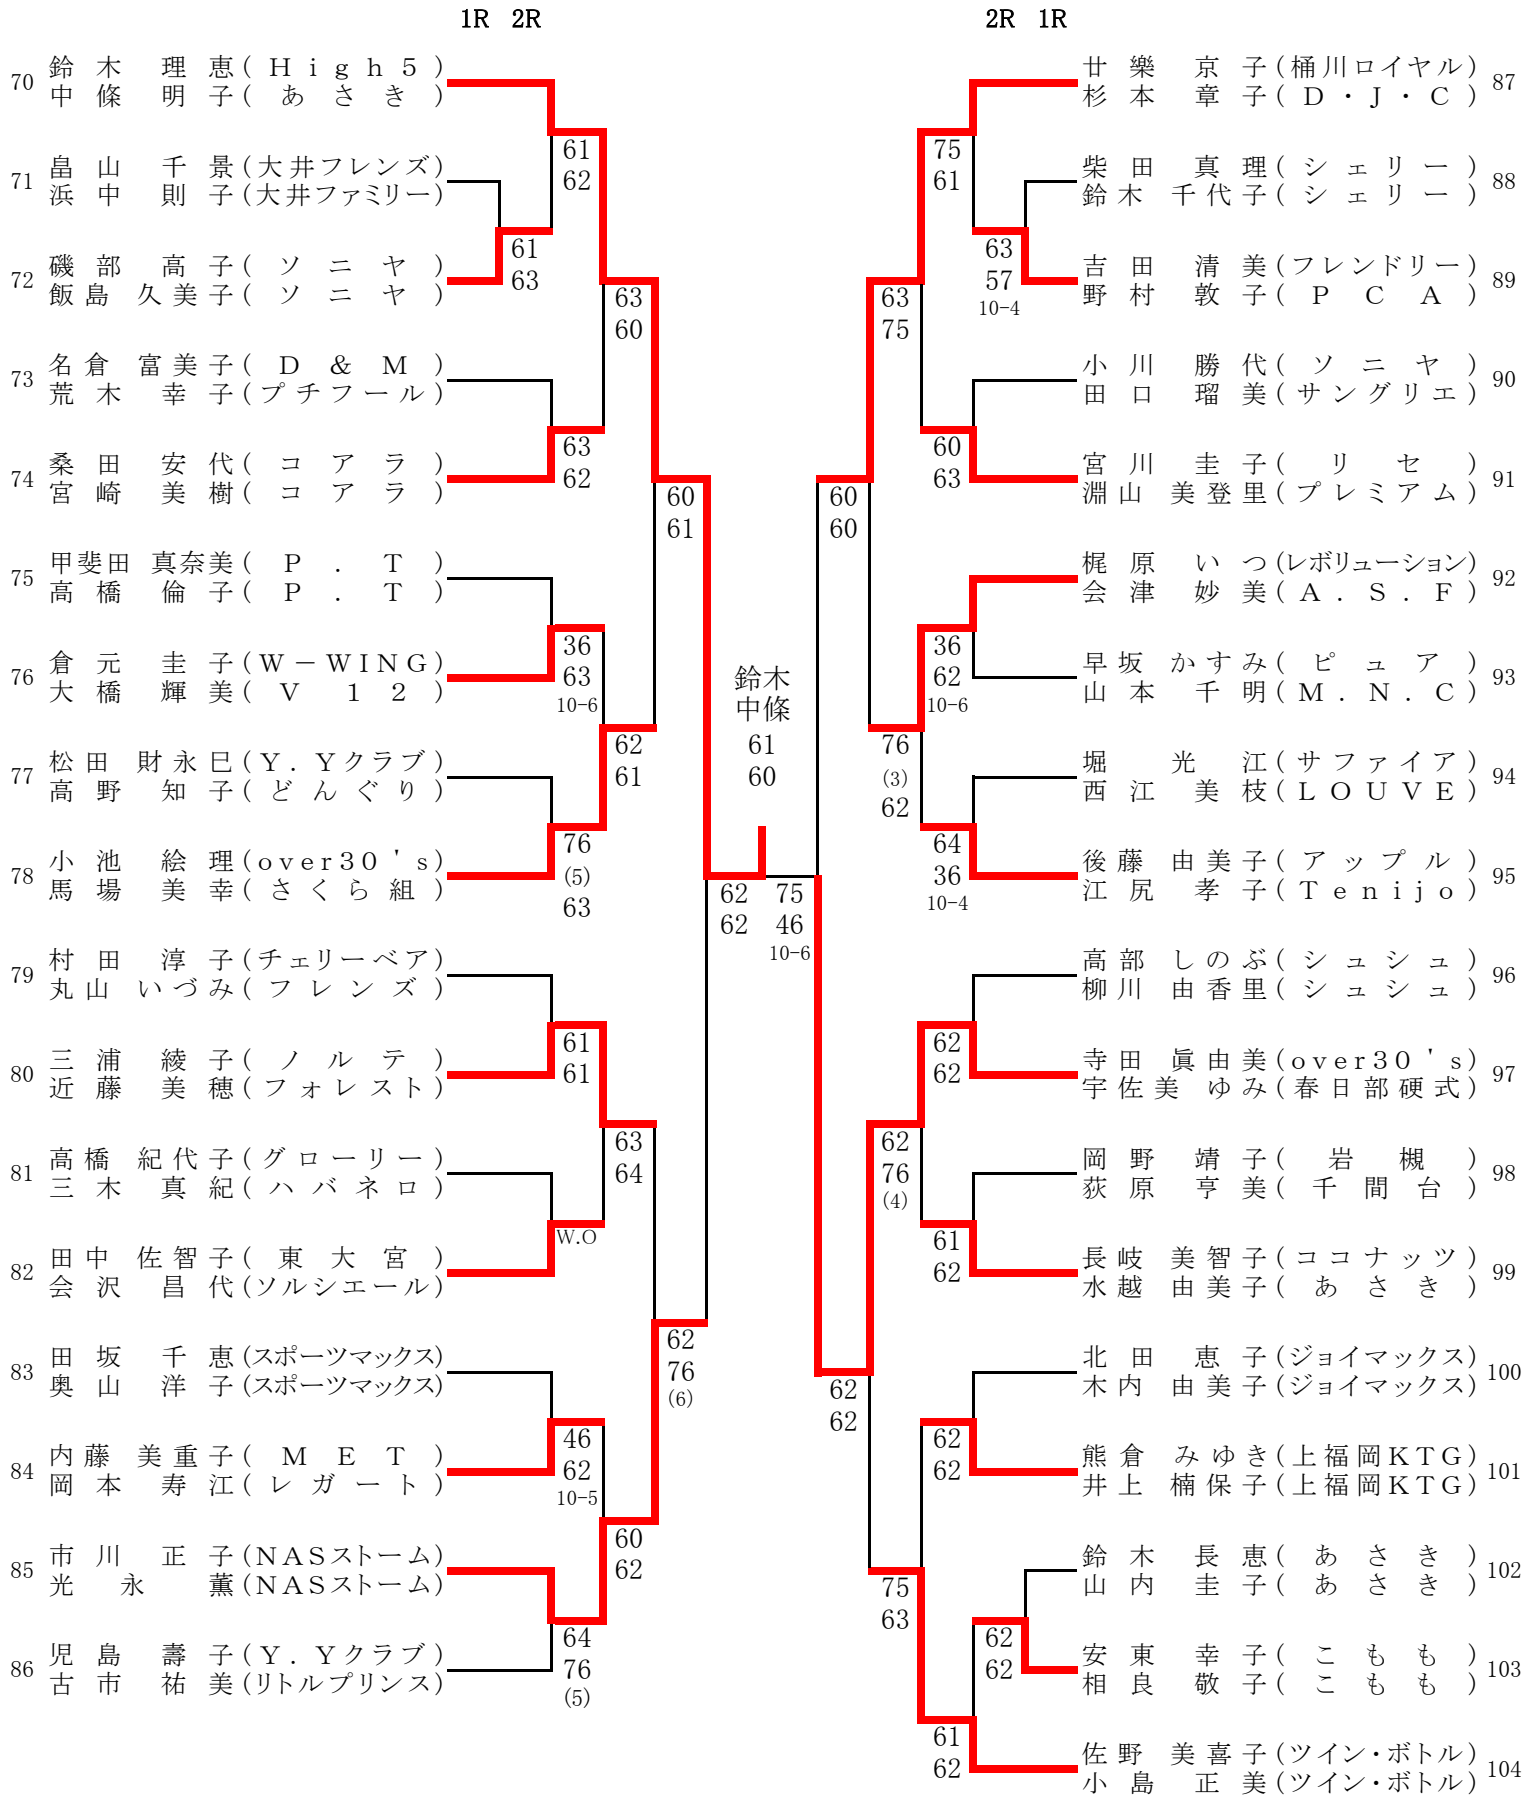 1R 2R
2R 1R
70 鈴木 理恵(High5)
中條 明子(あさき)
61
62
71 畠山 千景(大井フレンズ)
浜中 則子(大井ファミリー)
61
63
72 磯部 高子(ソニヤ)
飯島 久美子(ソニヤ)
63
60
73 名倉 富美子(D&M)
荒木 幸子(プチフール)
63
62
74 桑田 安代(コアラ)
宮崎 美樹(コアラ)
60
61
75 甲斐田 真奈美(P.T)
高橋 倫子(P.T)
36
63
10-6
76 倉元 圭子(W-WING)
大橋 輝美(V12)
62
61
77 松田 財永巳(Y.Yクラブ)
高野 知子(どんぐり)
76
(5)
63
78 小池 絵理(over30's)
馬場 美幸(さくら組)
62
62
79 村田 淳子(チェリーベア)
丸山 いづみ(フレンズ)
61
61
80 三浦 綾子(ノルテ)
近藤 美穂(フォレスト)
63
64
81 高橋 紀代子(グローリー)
三木 真紀(ハバネロ)
W.O
82 田中 佐智子(東大宮)
会沢 昌代(ソルシエール)
62
76
(6)
83 田坂 千恵(スポーツマックス)
奥山 洋子(スポーツマックス)
46
62
10-5
84 内藤 美重子(MET)
岡本 寿江(レガート)
60
62
85 市川 正子(NASストーム)
光永 薫(NASストーム)
64
76
(5)
86 児島 壽子(Y.Yクラブ)
古市 祐美(リトルプリンス)
鈴木
中條
61
60
75
46
10-6
廿樂 京子(桶川ロイヤル) 87
杉本 章子(D・J・C)
75
61
柴田 真理(シェリー) 88
鈴木 千代子(シェリー)
63
57
10-4
吉田 清美(フレンドリー) 89
野村 敦子(PCA)
63
75
小川 勝代(ソニヤ) 90
田口 瑠美(サングリエ)
60
63
宮川 圭子(リセ) 91
淵山 美登里(プレミアム)
60
60
梶原 いつ(レボリューション) 92
会津 妙美(A.S.F)
36
62
10-6
早坂 かすみ(ピュア) 93
山本 千明(M.N.C)
76
(3)
62
堀 光江(サファイア) 94
西江 美枝(LOUVE)
64
36
10-4
後藤 由美子(アップル) 95
江尻 孝子(Tenijo)
高部 しのぶ(シュシュ) 96
柳川 由香里(シュシュ)
62
62
寺田 眞由美(over30's) 97
宇佐美 ゆみ(春日部硬式)
62
76
(4)
岡野 靖子(岩槻) 98
荻原 亨美(千間台)
61
62
長岐 美智子(ココナッツ) 99
水越 由美子(あさき)
62
62
北田 恵子(ジョイマックス) 100
木内 由美子(ジョイマックス)
62
62
熊倉 みゆき(上福岡KTG) 101
井上 楠保子(上福岡KTG)
75
63
鈴木 長恵(あさき) 102
山内 圭子(あさき)
62
62
安東 幸子(こもも) 103
相良 敬子(こもも)
61
62
佐野 美喜子(ツイン・ボトル) 104
小島 正美(ツイン・ボトル)